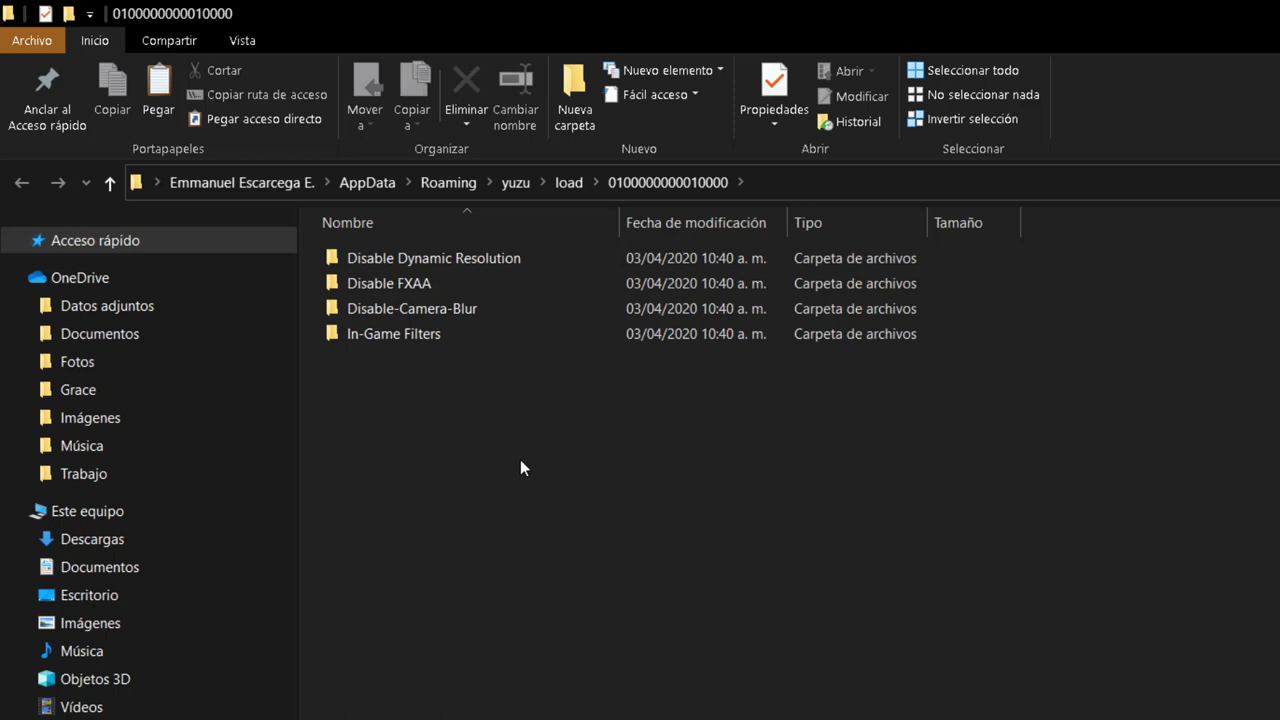 0100000000010000
Archivo Inicio Compartir Vista
Anclar al Acceso rápido
Copiar
Pegar
Cortar
Copiar ruta de acceso
Pegar acceso directo
Portapapeles
Mover a
Copiar a
Eliminar
Cambiar nombre
Organizar
Nueva carpeta
Nuevo elemento
Fácil acceso
Nuevo
Propiedades
Abrir
Modificar
Historial
Abrir
Seleccionar todo
No seleccionar nada
Invertir selección
Seleccionar
Emmanuel Escarcega E. > AppData > Roaming > yuzu > load > 0100000000010000 >
Nombre Fecha de modificación Tipo Tamaño
Disable Dynamic Resolution 03/04/2020 10:40 a. m. Carpeta de archivos
Disable FXAA 03/04/2020 10:40 a. m. Carpeta de archivos
Disable-Camera-Blur 03/04/2020 10:40 a. m. Carpeta de archivos
In-Game Filters 03/04/2020 10:40 a. m. Carpeta de archivos
Acceso rápido
OneDrive
Datos adjuntos
Documentos
Fotos
Grace
Imágenes
Música
Trabajo
Este equipo
Descargas
Documentos
Escritorio
Imágenes
Música
Objetos 3D
Vídeos